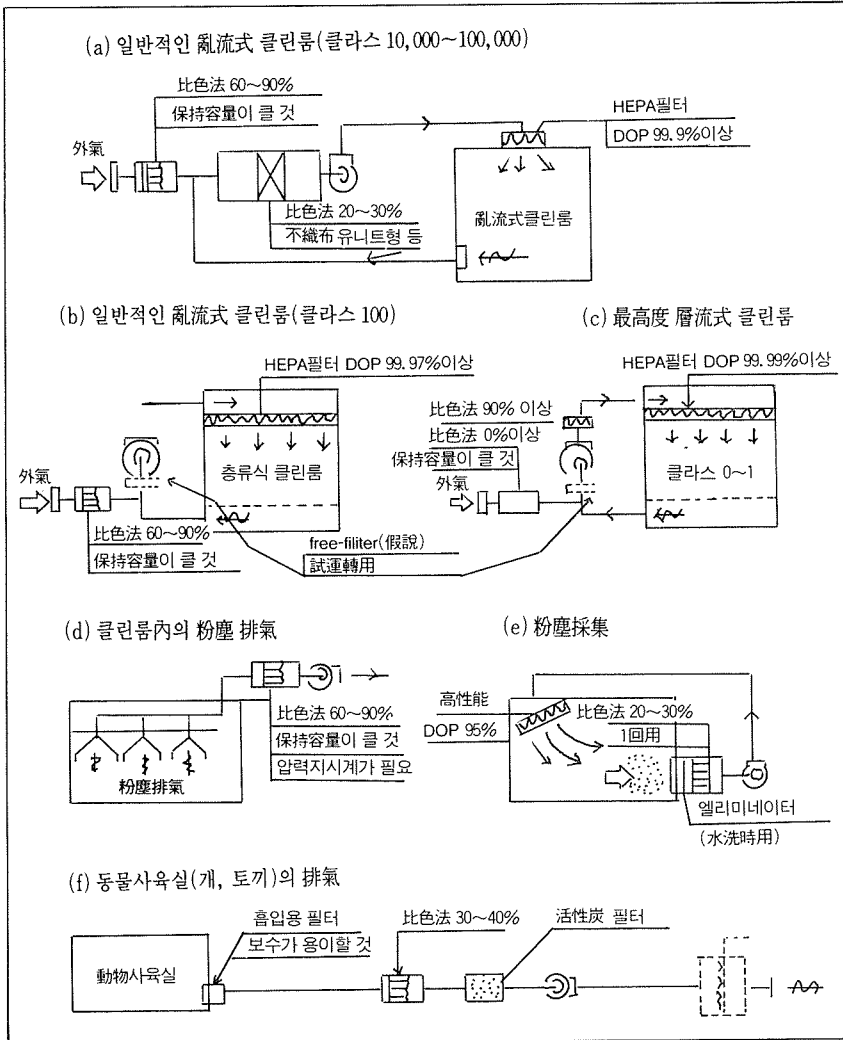 (a) 일반적인 亂流式 클린룸(클라스 10,000~100,000)
比色法 60~90%
保持容量이 클 것
外氣
HEPA필터
DOP 99.9%이상
比色法 20~30%
不織布 유니트형 등
亂流式클린룸
(b) 일반적인 亂流式 클린룸(클라스 100)
HEPA필터 DOP 99.97%이상
층류식 클린룸
外氣
比色法 60~90%
保持容量이 클 것
(c) 最高度 層流式 클린룸
HEPA필터 DOP 99.99%이상
比色法 90% 이상
比色法 0%이상
保持容量이 클 것
外氣
클라스 0~1
free-filiter(假說)
試運轉用
(d) 클린룸內의 粉塵 排氣
比色法 60~90%
保持容量이 클 것
압력지시계가 필요
粉塵排氣
(e) 粉塵採集
高性能
DOP 95%
比色法 20~30%
1回用
엘리미네이터
(水洗時用)
(f) 동물사육실(개, 토끼)의 排氣
흡입용 필터
보수가 용이할 것
比色法 30~40%
活性炭 필터
動物사육실